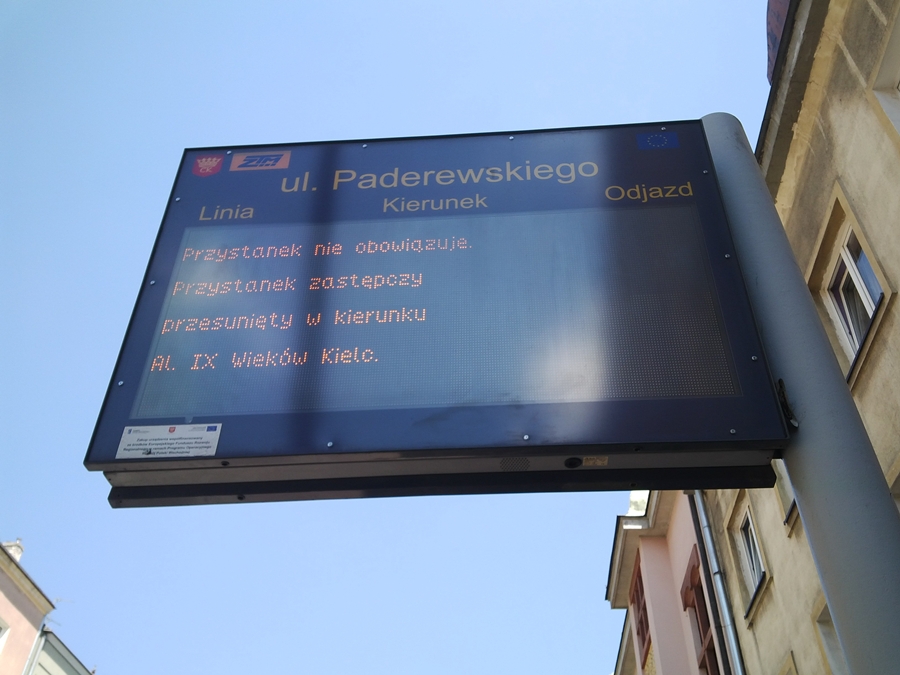 ZTM
ul. Paderewskiego
Linia Kierunek Odjazd
Przystanek nie obowiązuje.
Przystanek zastępczy
przesunięty w kierunku
Al. IX Wieków Kielc.